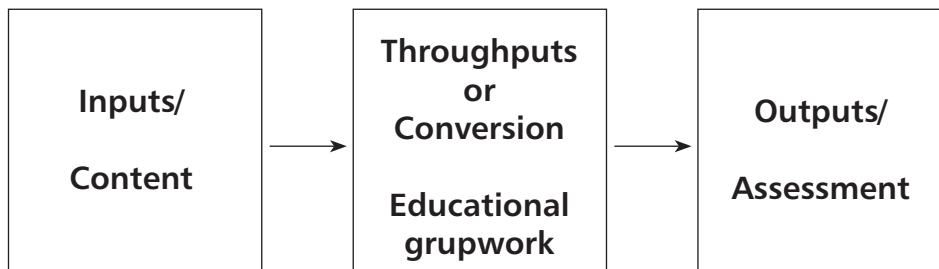 Inputs/
Content
Throughputs
or
Conversion
Educational
grupwork
Outputs/
Assessment